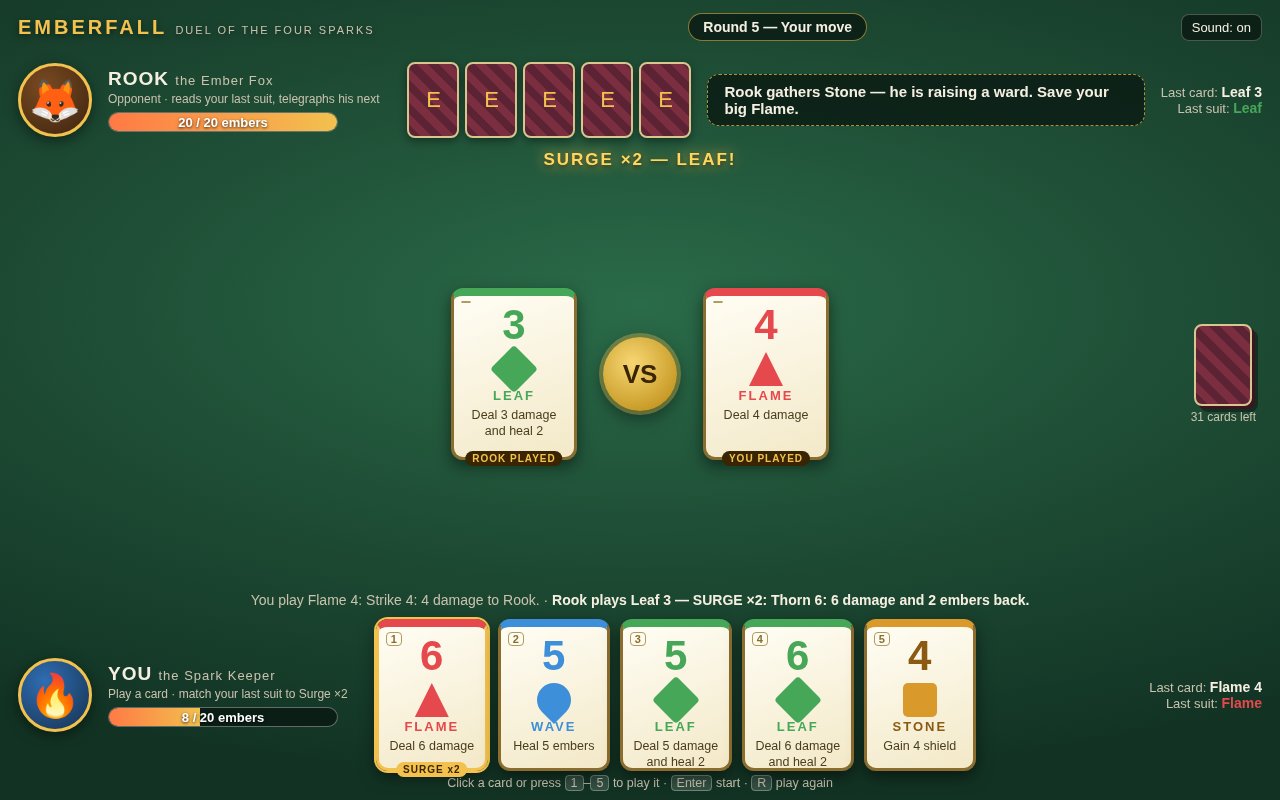 EMBERFALL DUEL OF THE FOUR SPARKS
Round 5 — Your move
Sound: on
ROOK the Ember Fox
Opponent · reads your last suit, telegraphs his next
20 / 20 embers
E E E E E
Rook gathers Stone — he is raising a ward. Save your
big Flame.
Last card: Leaf 3
Last suit: Leaf
SURGE ×2 — LEAF!
3
LEAF
Deal 3 damage
and heal 2
ROOK PLAYED
VS
4
FLAME
Deal 4 damage
YOU PLAYED
31 cards left
You play Flame 4: Strike 4: 4 damage to Rook. · Rook plays Leaf 3 — SURGE ×2: Thorn 6: 6 damage and 2 embers back.
YOU the Spark Keeper
Play a card · match your last suit to Surge ×2
8 / 20 embers
1
6
FLAME
Deal 6 damage
SURGE x2
2
5
WAVE
Heal 5 embers
3
5
LEAF
Deal 5 damage
and heal 2
4
6
LEAF
Deal 6 damage
and heal 2
5
4
STONE
Gain 4 shield
Last card: Flame 4
Last suit: Flame
Click a card or press 1–5 to play it · Enter start · R play again